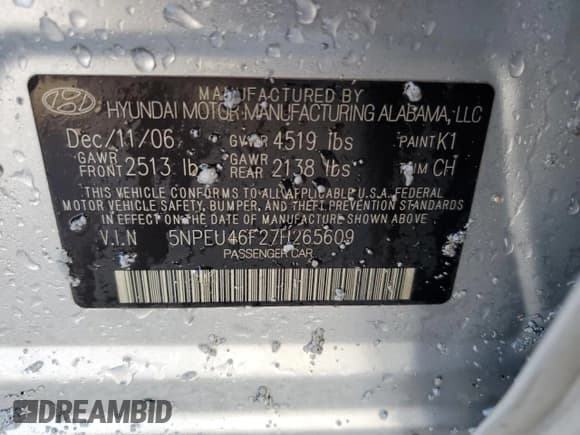 MANUFACTURED BY
HYUNDAI MOTOR MANUFACTURING ALABAMA, LLC
Dec/11/06 GVWR 4519 lbs PAINT K1
GAWR FRONT 2513 lbs GAWR REAR 2138 lbs TRIM CH
THIS VEHICLE CONFORMS TO ALL APPLICABLE U.S.A. FEDERAL
MOTOR VEHICLE SAFETY, BUMPER, AND THEFT PREVENTION STANDARDS
IN EFFECT ON THE DATE OF MANUFACTURE SHOWN ABOVE.
V.I.N 5NPEU46F27H265609
PASSENGER CAR
DREAMBID